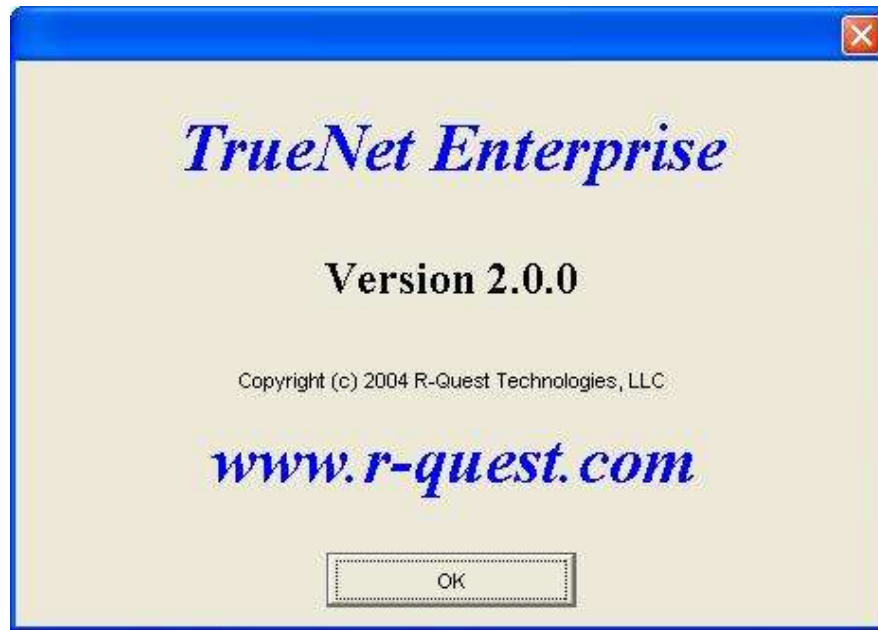 TrueNet Enterprise
Version 2.0.0
Copyright (c) 2004 R-Quest Technologies, LLC
www.r-quest.com
OK